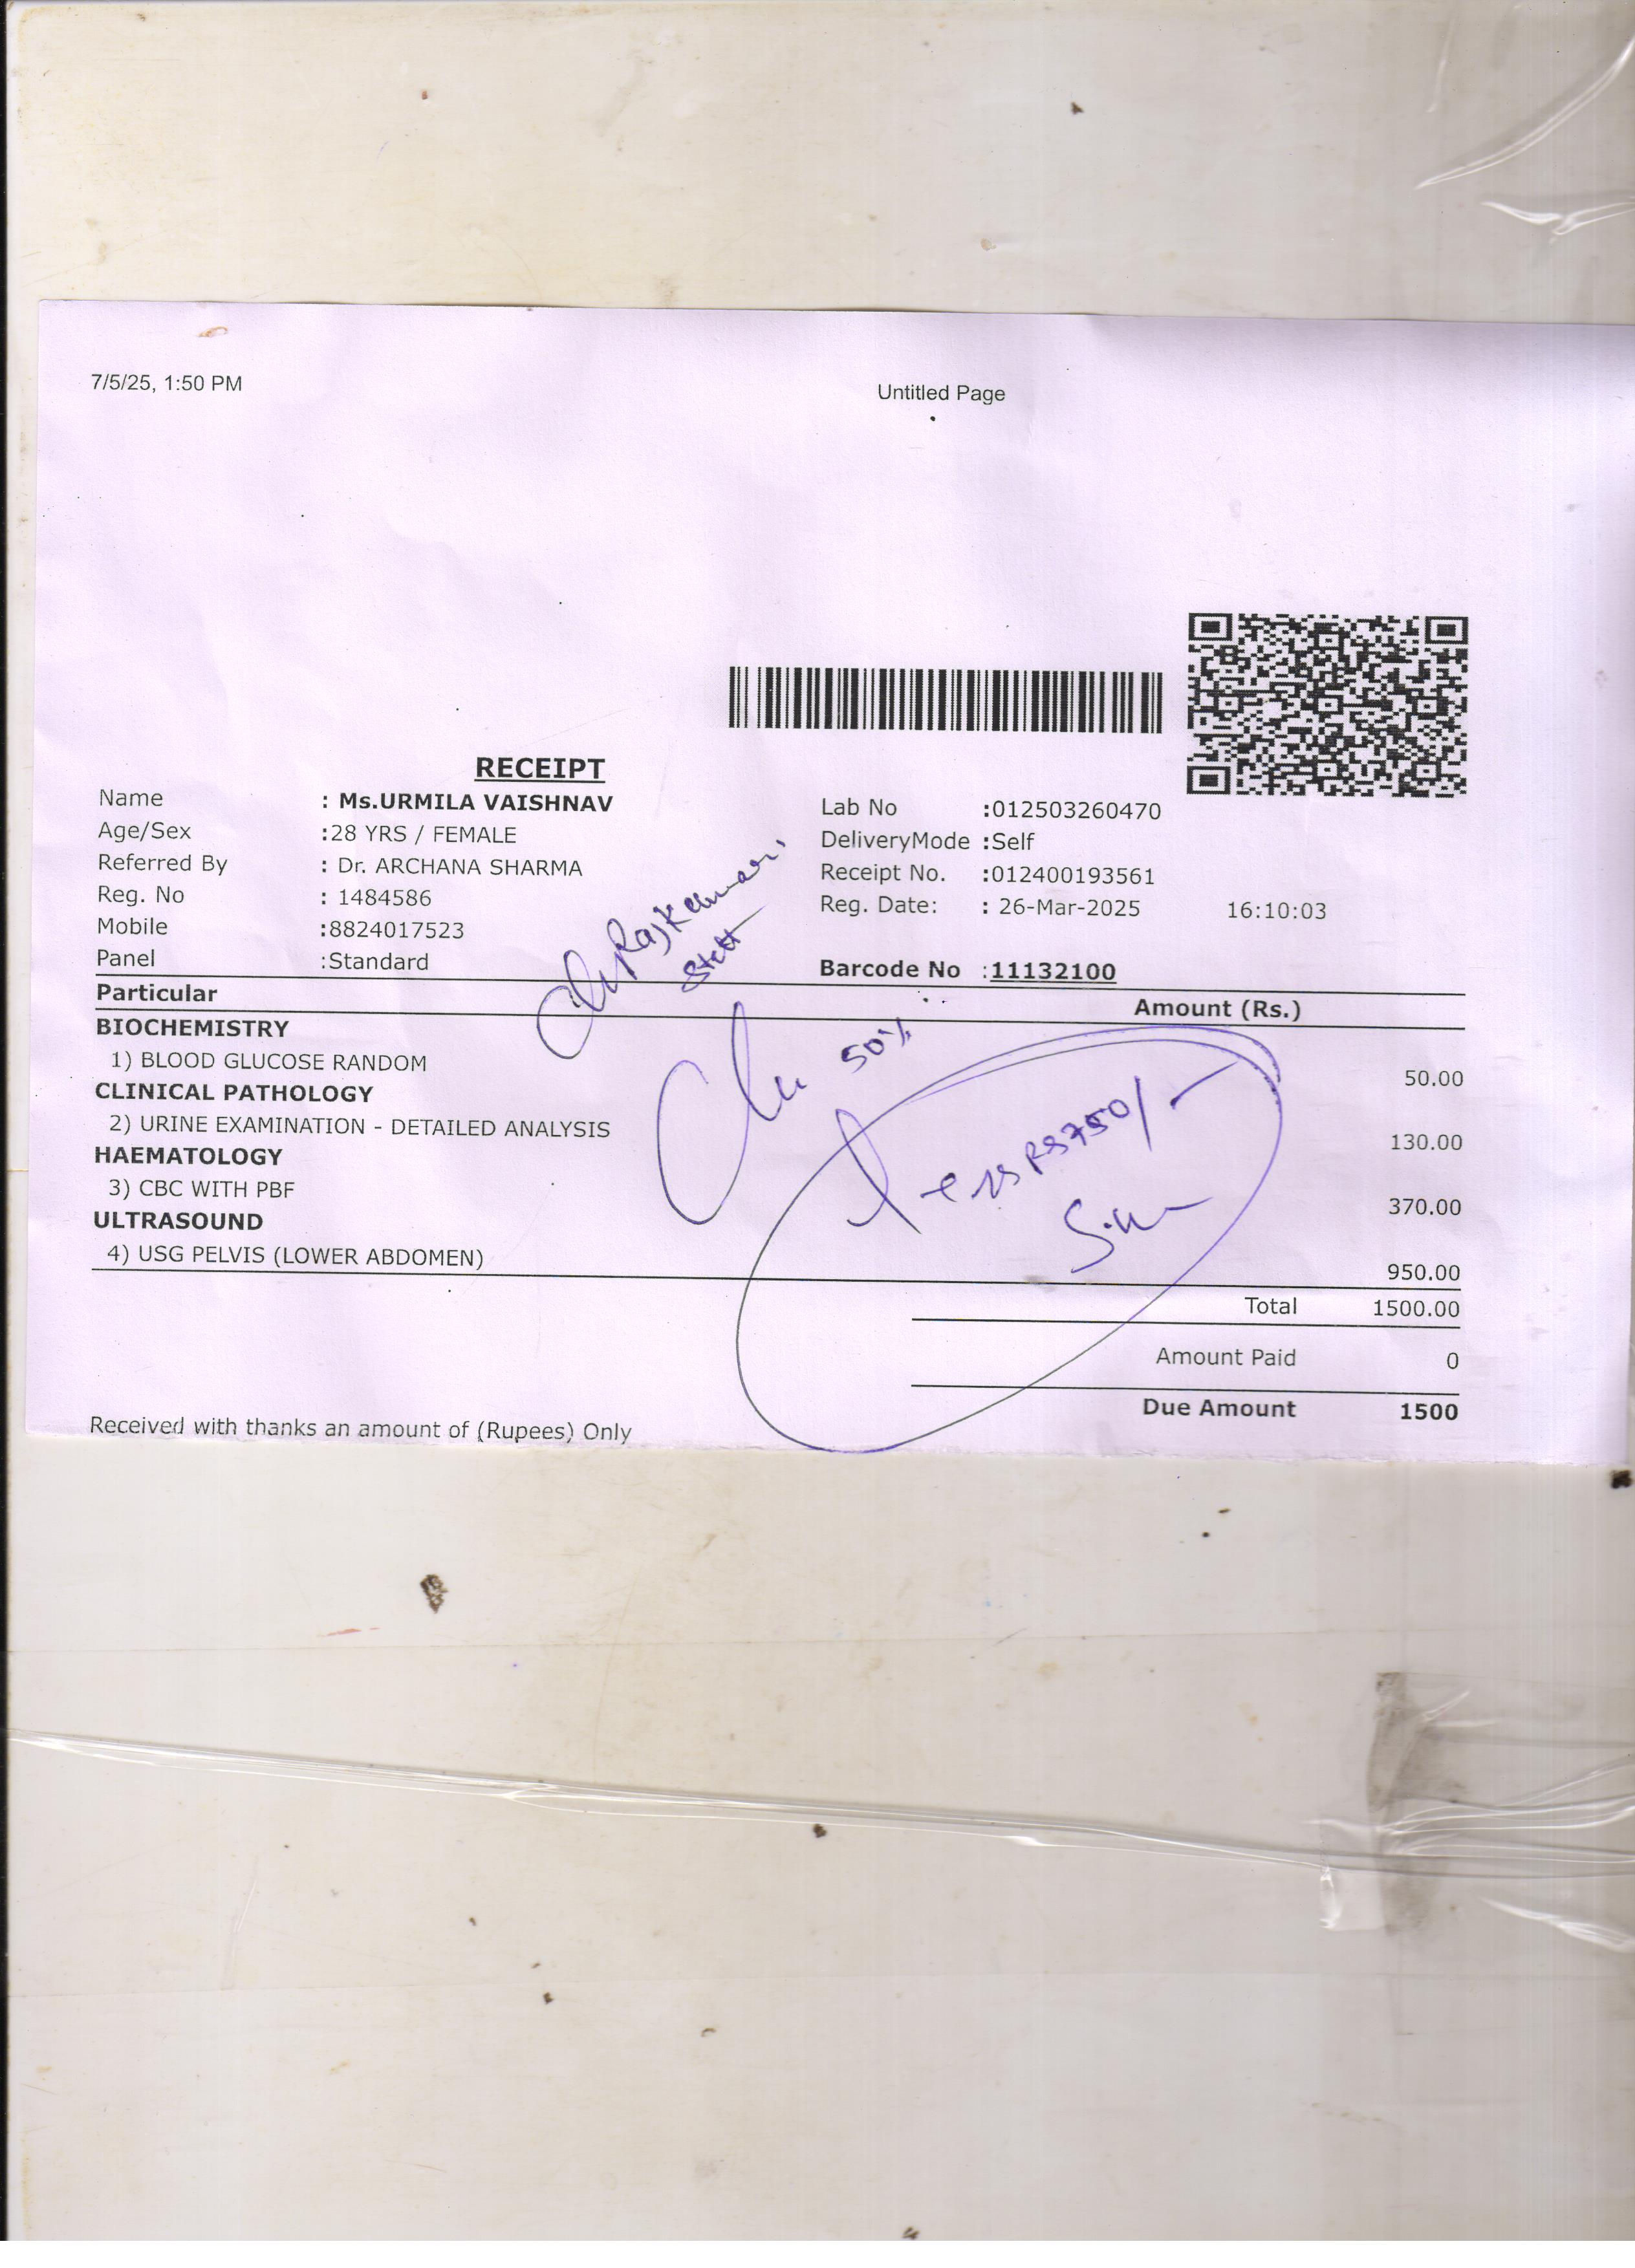 7/5/25, 1:50 PM Untitled Page
RECEIPT
Name : Ms.URMILA VAISHNAV
Age/Sex :28 YRS / FEMALE
Referred By : Dr. ARCHANA SHARMA
Reg. No : 1484586
Mobile :8824017523
Panel :Standard
Lab No :012503260470
DeliveryMode :Self
Receipt No. :012400193561
Reg. Date: : 26-Mar-2025 16:10:03
Barcode No :11132100
Rajkumari
Staff
Particular Amount (Rs.)
BIOCHEMISTRY
1) BLOOD GLUCOSE RANDOM 50.00
CLINICAL PATHOLOGY
2) URINE EXAMINATION - DETAILED ANALYSIS 130.00
HAEMATOLOGY
3) CBC WITH PBF 370.00
ULTRASOUND
4) USG PELVIS (LOWER ABDOMEN) 950.00
50%
Rs750/-
Total 1500.00
Amount Paid 0
Due Amount 1500
Received with thanks an amount of (Rupees) Only